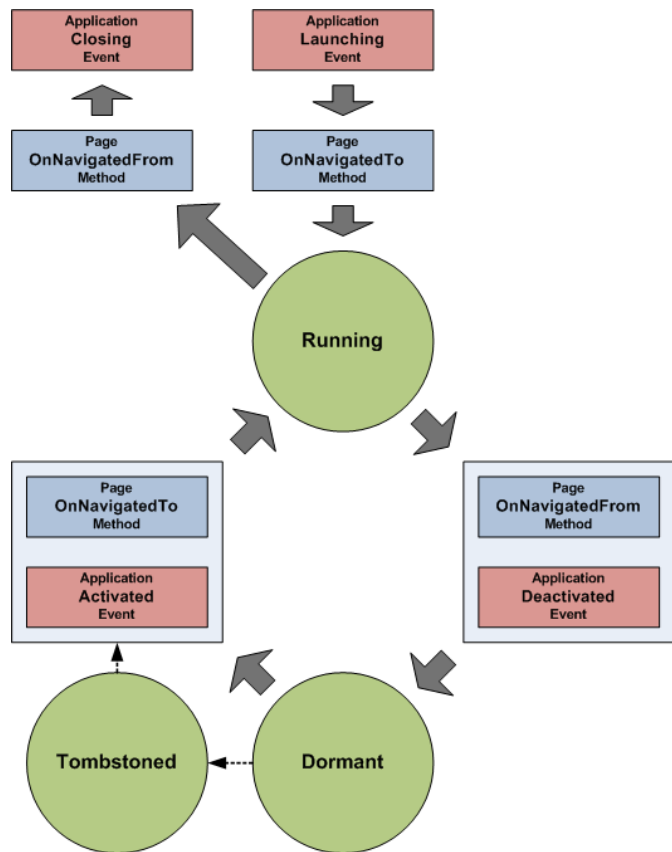 Application
Closing
Event
Application
Launching
Event
Page
OnNavigatedFrom
Method
Page
OnNavigatedTo
Method
Running
Page
OnNavigatedTo
Method
Application
Activated
Event
Page
OnNavigatedFrom
Method
Application
Deactivated
Event
Tombstoned
Dormant